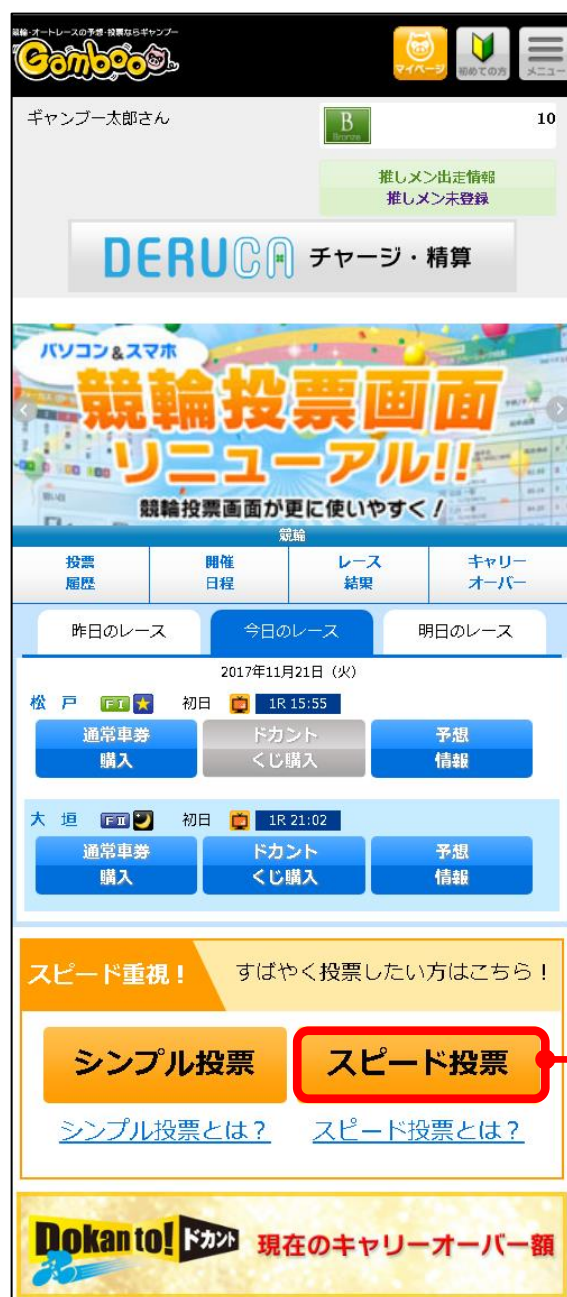 競輪・オートレースの予想・投票ならギャンブー
Gamboo
マイページ
初めての方
メニュー
ギャンブー太郎さん
B
Bronze
10
推しメン出走情報
推しメン未登録
DERUCA チャージ・精算
パソコン&スマホ
競輪投票画面
リニューアル!!
競輪投票画面が更に使いやすく!
競輪
投票 開催 レース キャリー
履歴 日程 結果 オーバー
昨日のレース 今日のレース 明日のレース
2017年11月21日（火）
松 戸 FⅠ 初日 1R 15:55
通常車券 ドカント 予想
購入 くじ購入 情報
大 垣 FⅡ 初日 1R 21:02
通常車券 ドカント 予想
購入 くじ購入 情報
スピード重視！ すばやく投票したい方はこちら！
シンプル投票 スピード投票
シンプル投票とは？ スピード投票とは？
Dokanto! ドカント 現在のキャリーオーバー額